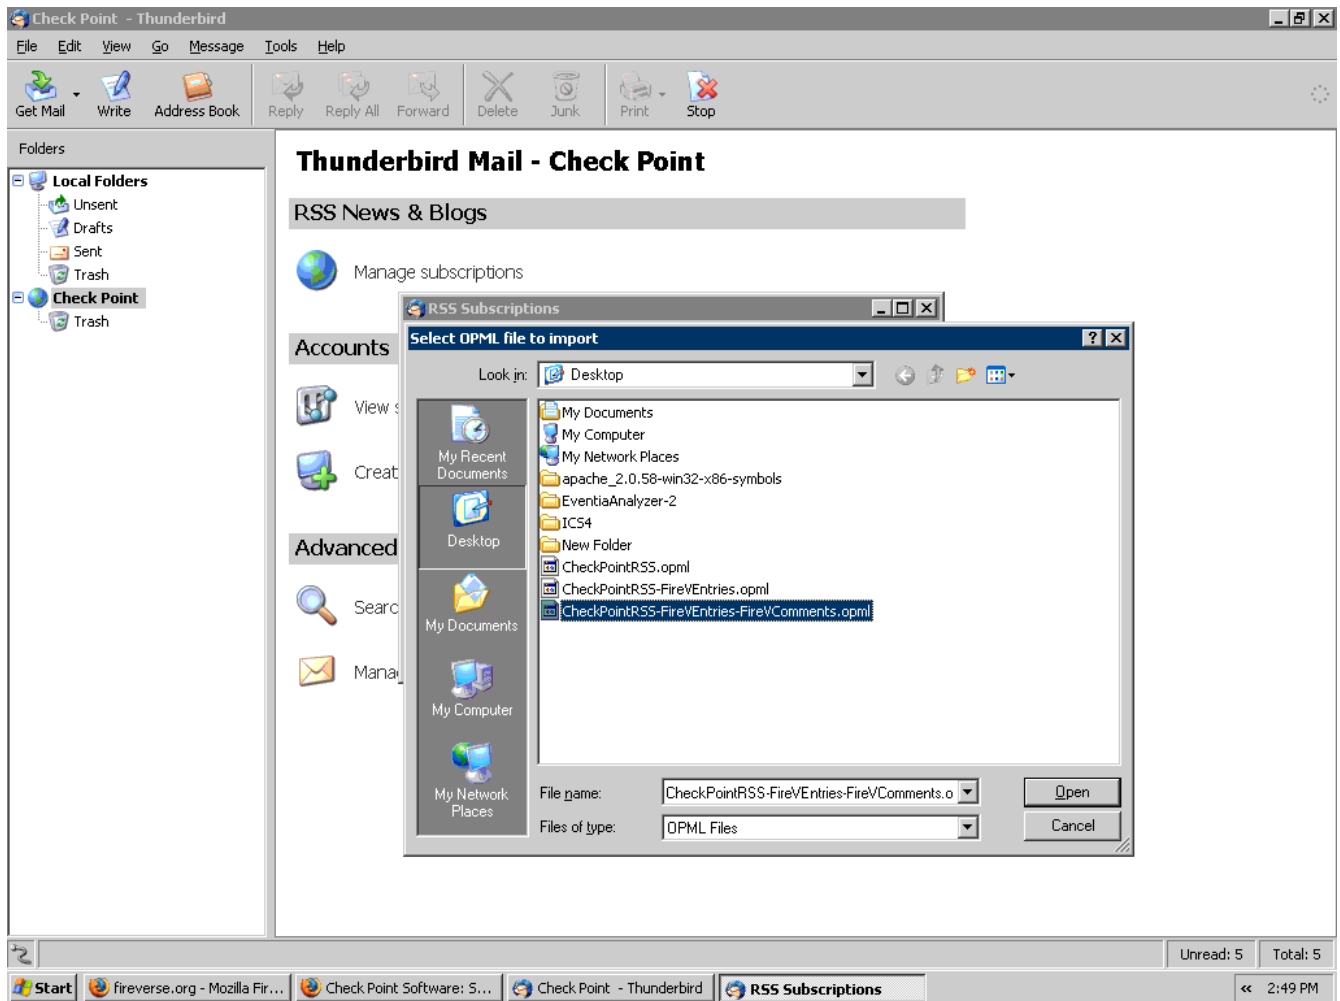 Check Point - Thunderbird
File Edit View Go Message Tools Help
Get Mail Write Address Book Reply Reply All Forward Delete Junk Print Stop
Folders
Local Folders
Unsent
Drafts
Sent
Trash
Check Point
Trash
Thunderbird Mail - Check Point
RSS News & Blogs
Manage subscriptions
Accounts
View s
Creat
Advanced
Searc
Mana
RSS Subscriptions
Select OPML file to import
Look in: Desktop
My Recent
Documents
Desktop
My Documents
My Computer
My Network
Places
My Documents
My Computer
My Network Places
apache_2.0.58-win32-x86-symbols
EventiaAnalyzer-2
ICS4
New Folder
CheckPointRSS.opml
CheckPointRSS-FireVEntries.opml
CheckPointRSS-FireVEntries-FireVComments.opml
File name: CheckPointRSS-FireVEntries-FireVComments.o Open
Files of type: OPML Files Cancel
Unread: 5 Total: 5
Start fireverse.org - Mozilla Fir... Check Point Software: S... Check Point - Thunderbird RSS Subscriptions « 2:49 PM